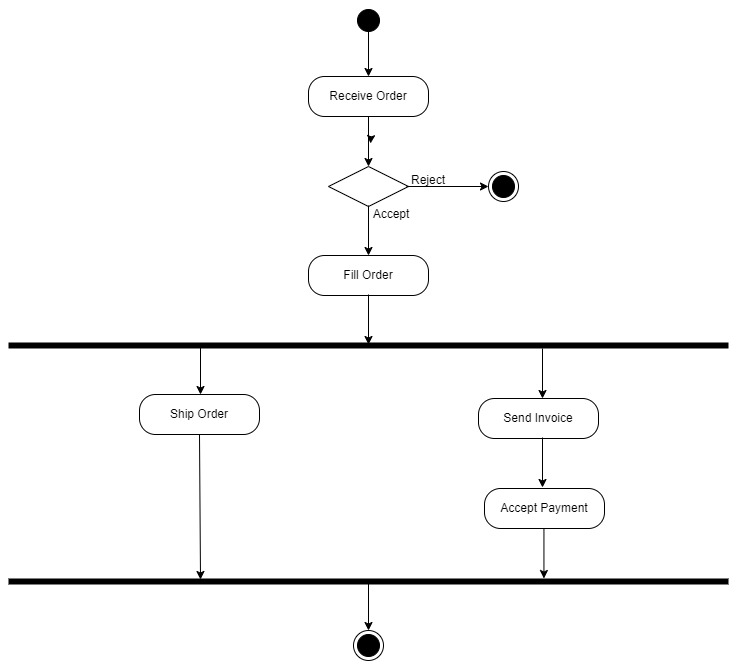 Receive Order
Reject
Accept
Fill Order
Ship Order
Send Invoice
Accept Payment